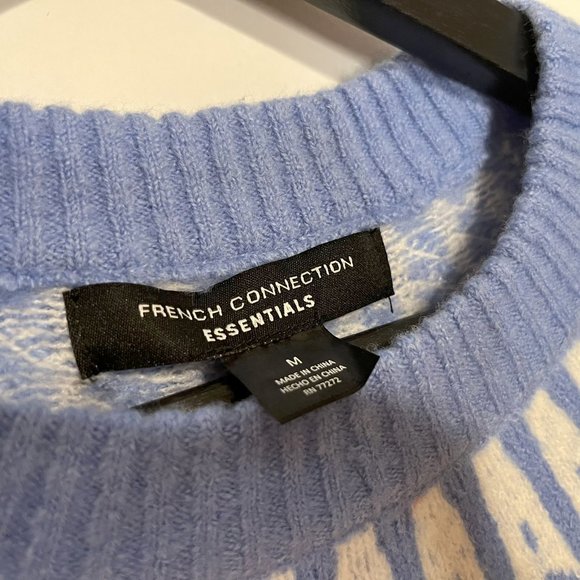 FRENCH CONNECTION
ESSENTIALS
M
MADE IN CHINA
HECHO EN CHINA
RN 77272